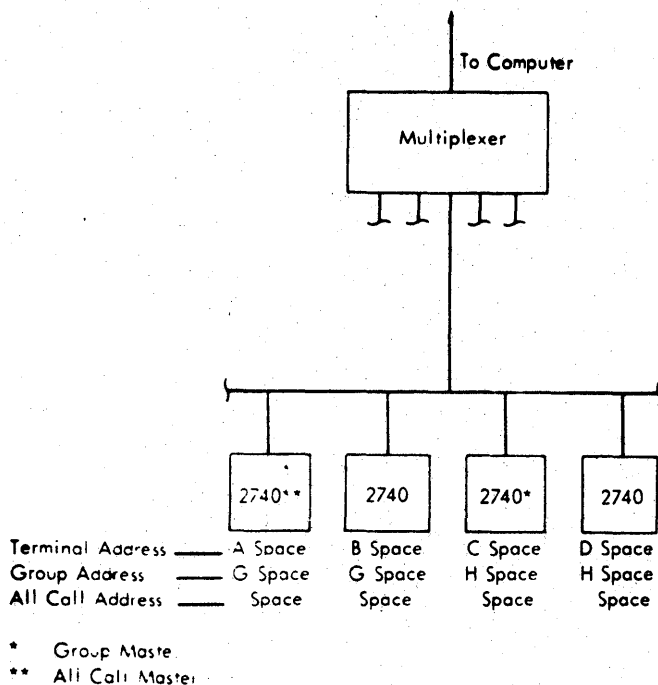 To Computer
Multiplexer
2740** 2740 2740* 2740
Terminal Address A Space B Space C Space D Space
Group Address G Space G Space H Space H Space
All Call Address Space Space Space Space
* Group Maste
** All Call Master